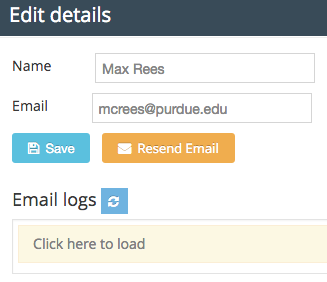 Edit details
Name Max Rees
Email mcrees@purdue.edu
Save Resend Email
Email logs
Click here to load